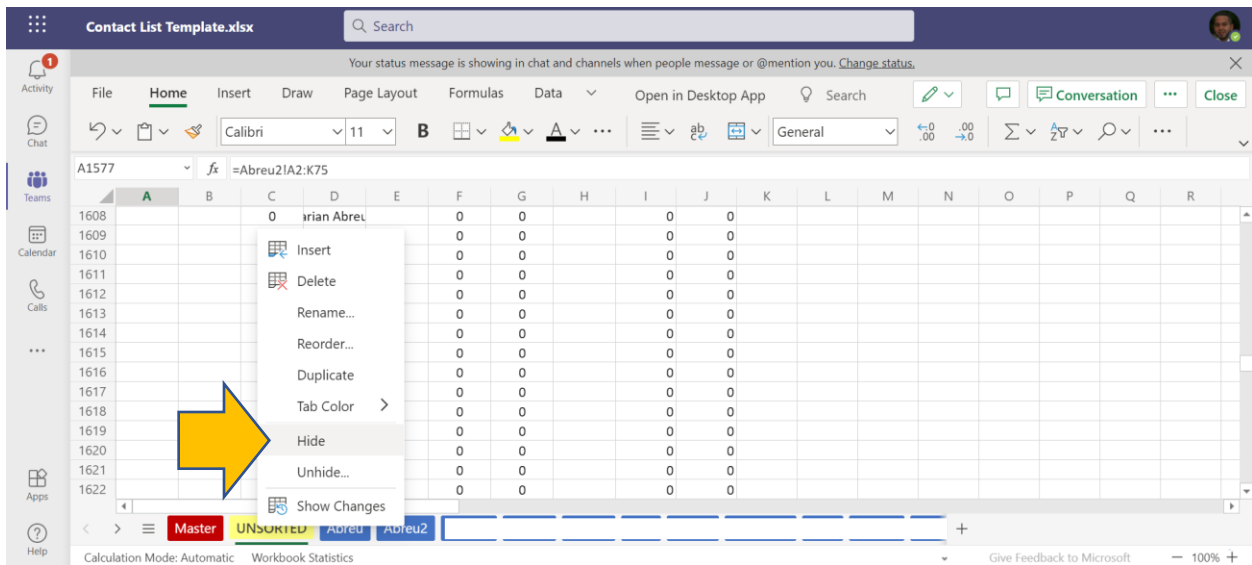 Contact List Template.xlsx Search
Your status message is showing in chat and channels when people message or @mention you. Change status.
1
Activity
Chat
Teams
Calendar
Calls
Apps
Help
File Home Insert Draw Page Layout Formulas Data Open in Desktop App Search Conversation Close
Calibri 11 B A ab c General .00 .00 0
A1577 fx =Abreu2!A2:K75
A B C D E F G H I J K L M N O P Q R
1608 0 arian Abreu 0 0 0 0
1609 0 0 0 0
1610 0 0 0 0
1611 0 0 0 0
1612 0 0 0 0
1613 0 0 0 0
1614 0 0 0 0
1615 0 0 0 0
1616 0 0 0 0
1617 0 0 0 0
1618 0 0 0 0
1619 0 0 0 0
1620 0 0 0 0
1621 0 0 0 0
1622 0 0 0 0
Insert
Delete
Rename...
Reorder...
Duplicate
Tab Color
Hide
Unhide...
Show Changes
Master UNSORTED Abreu Abreu2
Calculation Mode: Automatic Workbook Statistics Give Feedback to Microsoft 100%